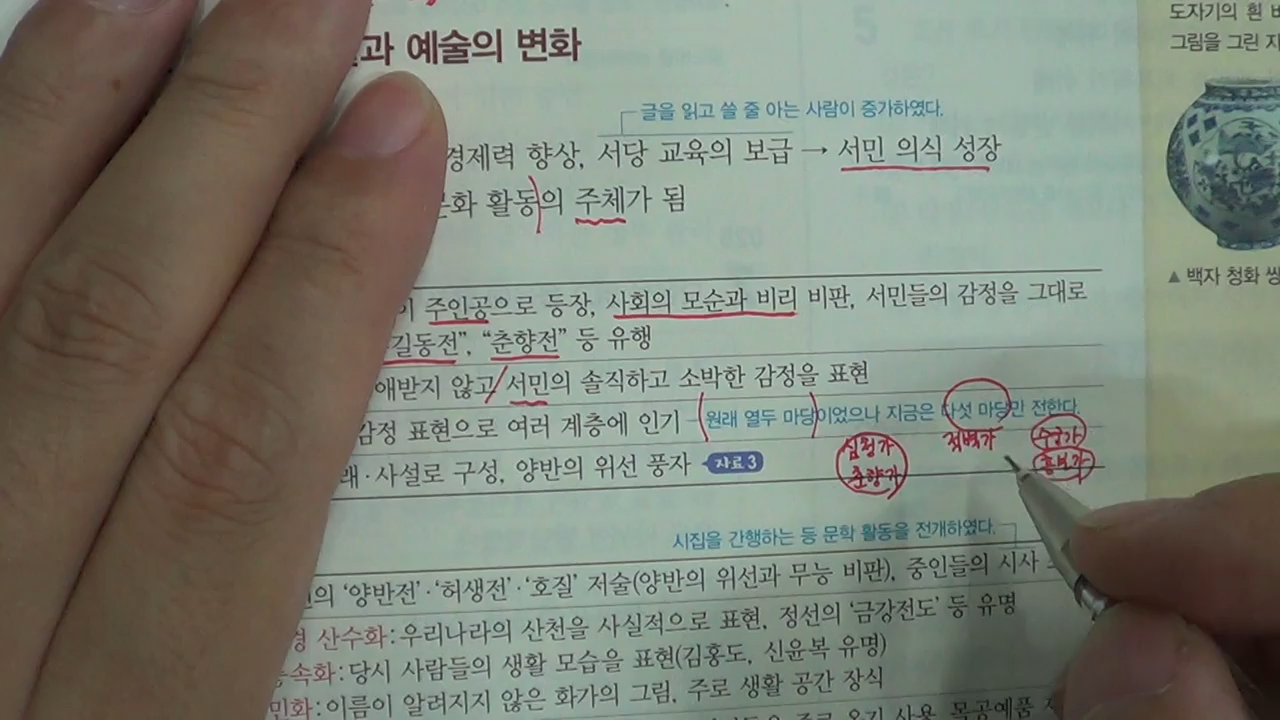 과 예술의 변화
글을 읽고 쓸 줄 아는 사람이 증가하였다.
경제력 향상, 서당 교육의 보급 → 서민 의식 성장
화 활동의 주체가 됨
주인공으로 등장, 사회의 모순과 비리 비판, 서민들의 감정을 그대로
길동전”, “춘향전” 등 유행
애받지 않고 서민의 솔직하고 소박한 감정을 표현
감정 표현으로 여러 계층에 인기
원래 열두 마당이었으나 지금은 다섯 마당만 전한다.
심청가
춘향가
적벽가
수궁가
흥보가
래·사설로 구성, 양반의 위선 풍자 자료 3
시집을 간행하는 등 문학 활동을 전개하였다.
의 ‘양반전’·‘허생전’·‘호질’ 저술(양반의 위선과 무능 비판), 중인들의 시사
경 산수화: 우리나라의 산천을 사실적으로 표현, 정선의 ‘금강전도’ 등 유명
속화: 당시 사람들의 생활 모습을 표현(김홍도, 신윤복 유명)
민화: 이름이 알려지지 않은 화가의 그림, 주로 생활 공간 장식
사용, 목공예품
도자기의 흰
그림을 그린
▲ 백자 청화